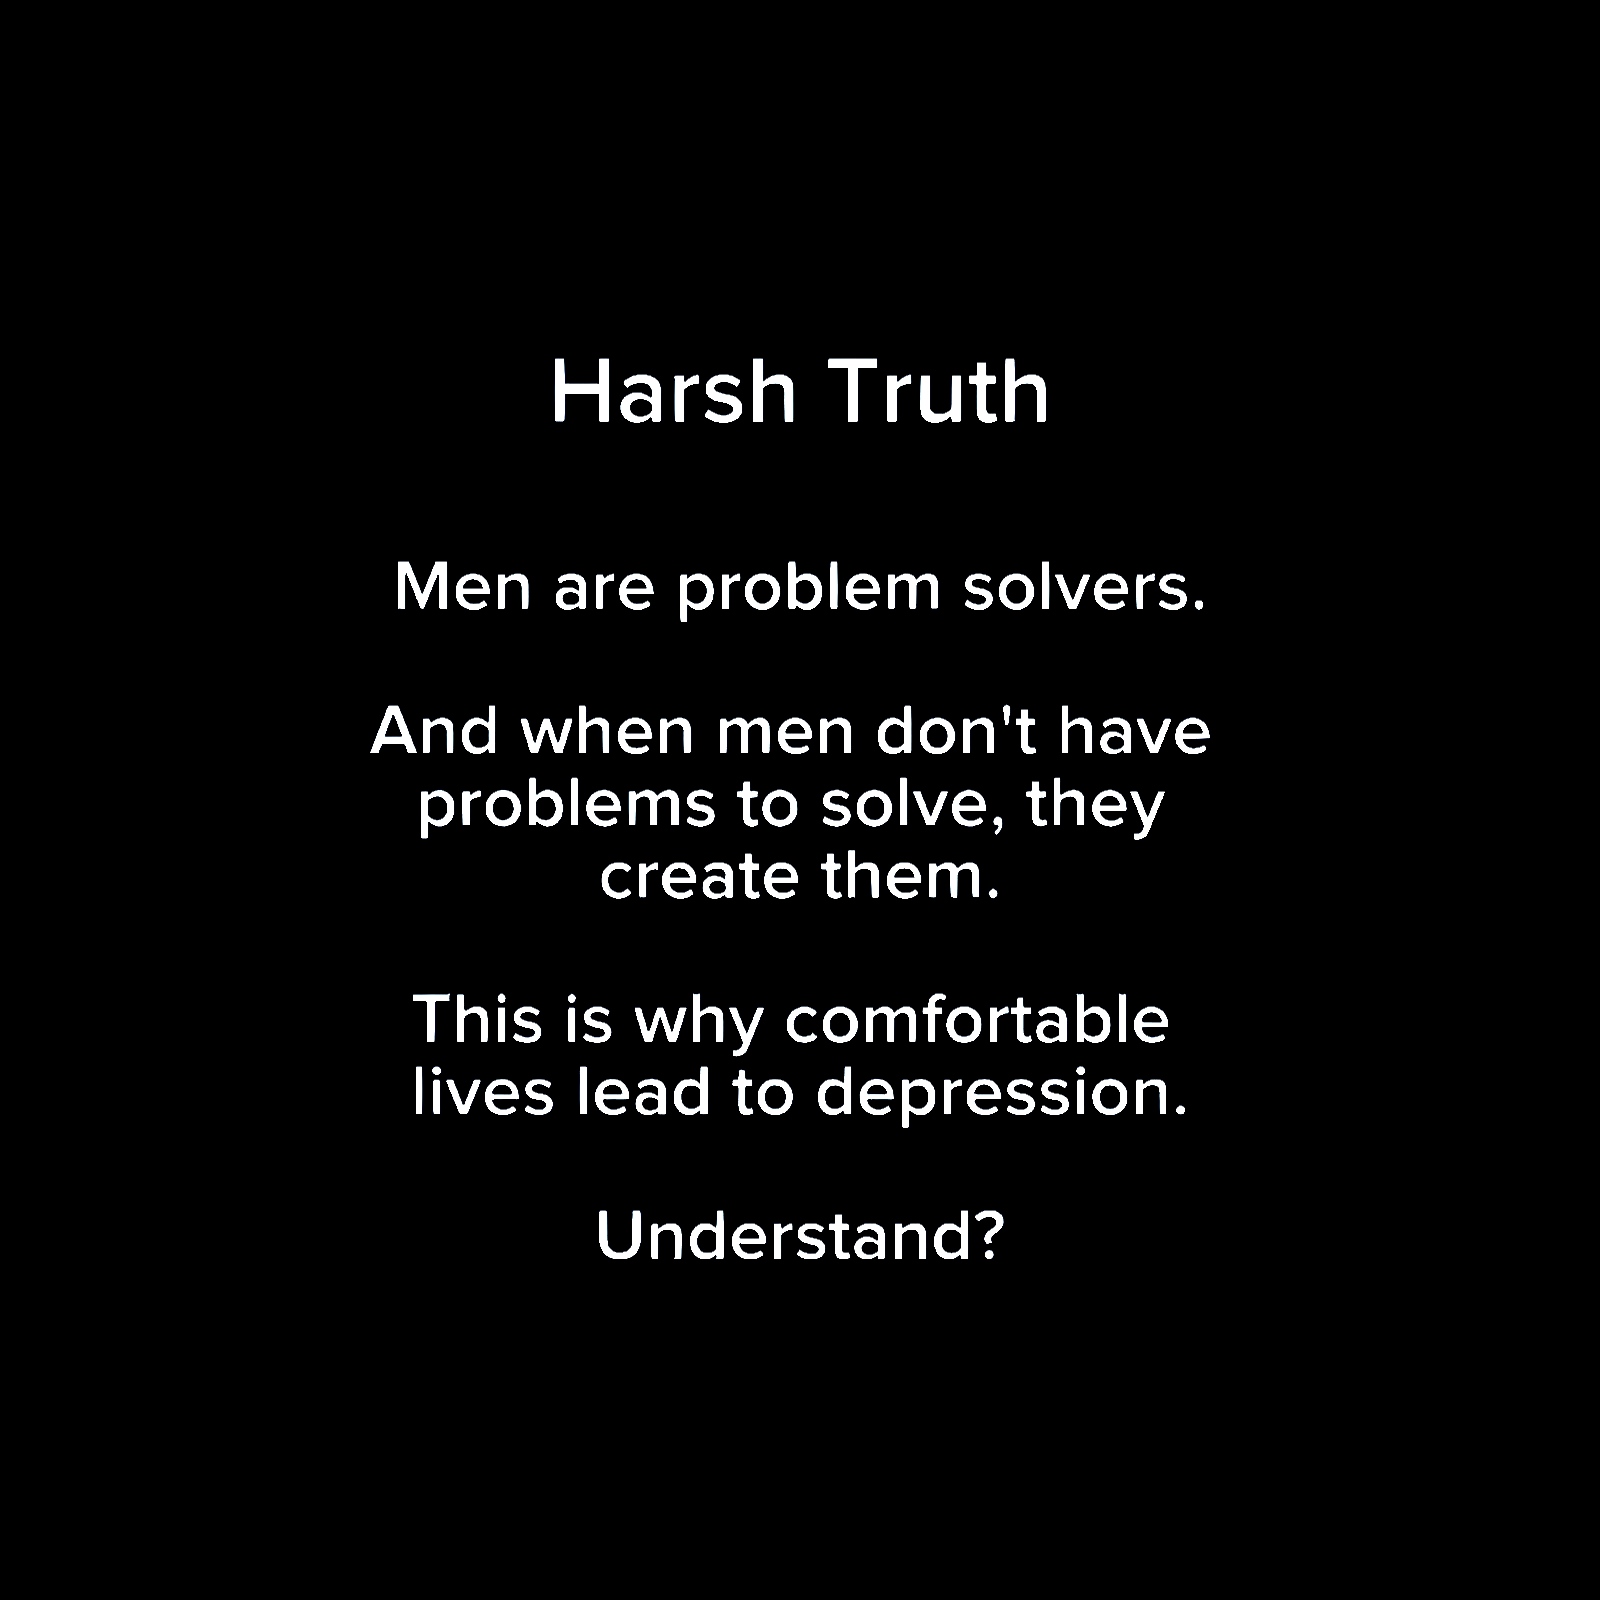 Harsh Truth
Men are problem solvers.
And when men don't have
problems to solve, they
create them.
This is why comfortable
lives lead to depression.
Understand?